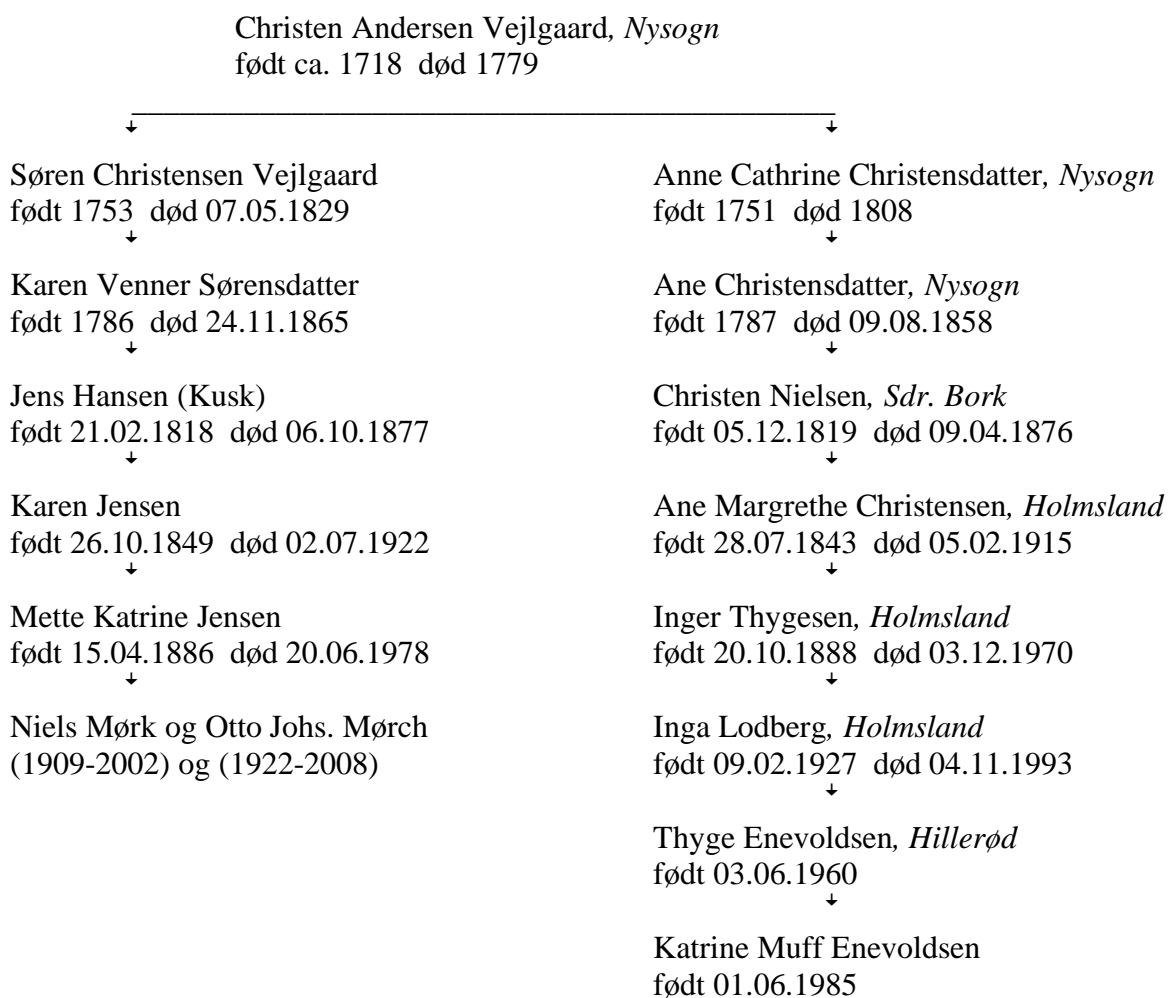 Christen Andersen Vejlgaard, Nysogn
født ca. 1718 død 1779
Søren Christensen Vejlgaard
født 1753 død 07.05.1829
Karen Venner Sørensdatter
født 1786 død 24.11.1865
Jens Hansen (Kusk)
født 21.02.1818 død 06.10.1877
Karen Jensen
født 26.10.1849 død 02.07.1922
Mette Katrine Jensen
født 15.04.1886 død 20.06.1978
Niels Mørk og Otto Johs. Mørch
(1909-2002) og (1922-2008)
Anne Cathrine Christensdatter, Nysogn
født 1751 død 1808
Ane Christensdatter, Nysogn
født 1787 død 09.08.1858
Christen Nielsen, Sdr. Bork
født 05.12.1819 død 09.04.1876
Ane Margrethe Christensen, Holmsland
født 28.07.1843 død 05.02.1915
Inger Thygesen, Holmsland
født 20.10.1888 død 03.12.1970
Inga Lodberg, Holmsland
født 09.02.1927 død 04.11.1993
Thyge Enevoldsen, Hillerød
født 03.06.1960
Katrine Muff Enevoldsen
født 01.06.1985